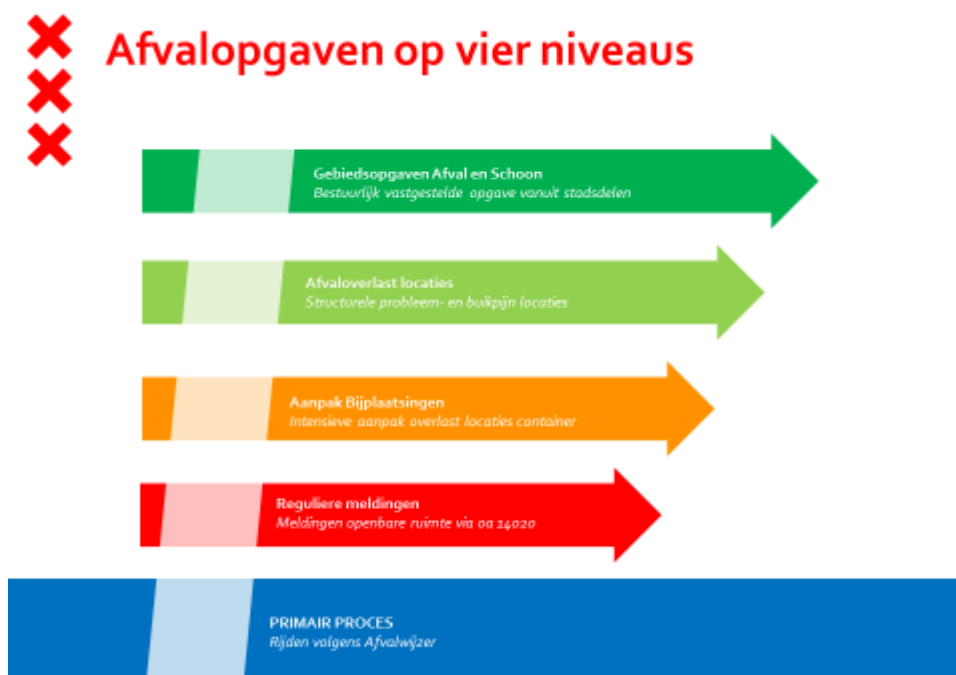 Afvalopgaven op vier niveaus
Gebiedsopgaven Afval en Schoon
Bestuurlijk vastgestelde opgave vanuit stadsdelen
Afvaloverlast locaties
Structurele probleem- en buikpijn locaties
Aanpak Bijplaatsingen
Intensieve aanpak overlast locaties container
Reguliere meldingen
Meldingen openbare ruimte via oa 14020
PRIMAIR PROCES
Rijden volgens Afvalwijzer